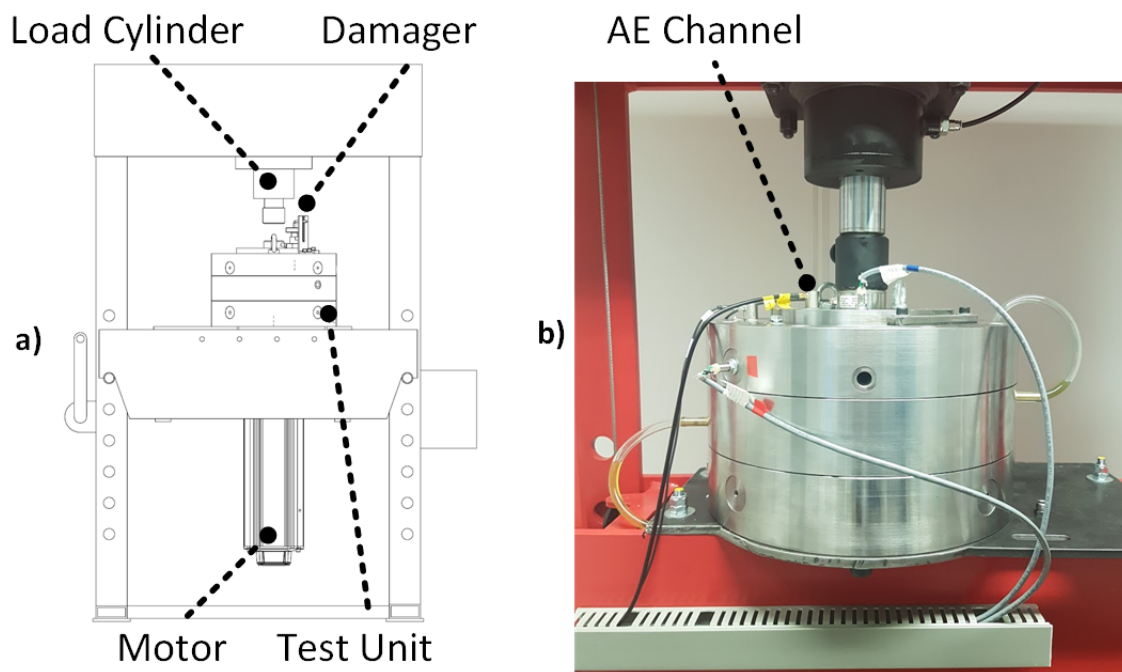 Load Cylinder
Damager
AE Channel
a)
b)
Motor
Test Unit